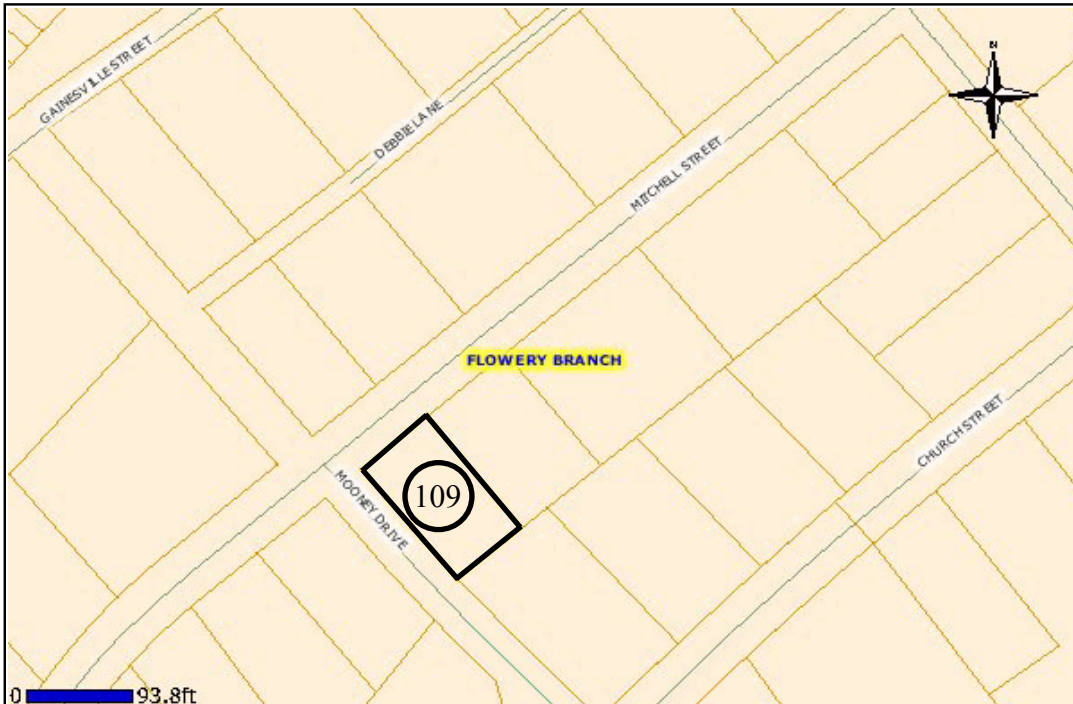 N
GAINESVILLE STREET
DEBBIE LANE
MITCHELL STREET
FLOWERY BRANCH
CHURCH STREET
109
MOONEY DRIVE
0 93.8ft